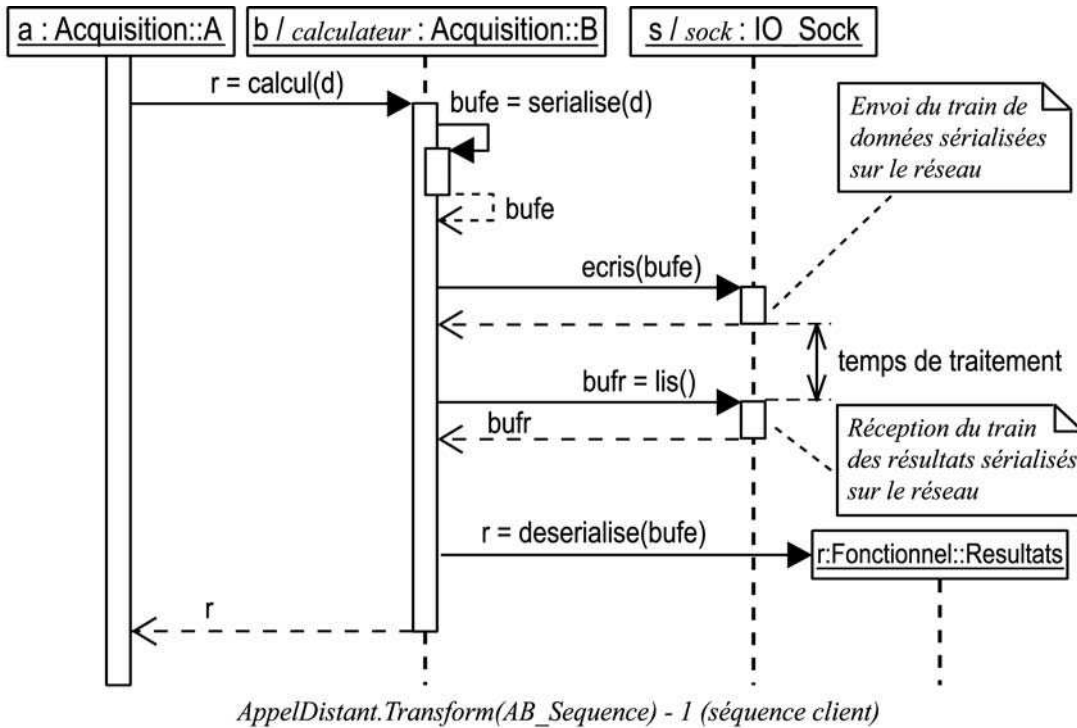 a : Acquisition::A
b / calculateur : Acquisition::B
s / sock : IO_Sock
r = calcul(d)
bufe = serialise(d)
Envoi du train de
données sérialisées
sur le réseau
bufe
ecris(bufe)
temps de traitement
bufr = lis()
bufr
Réception du train
des résultats sérialisés
sur le réseau
r = deserialise(bufe)
r:Fonctionnel::Resultats
r
AppelDistant.Transform(AB_Sequence) - 1 (séquence client)